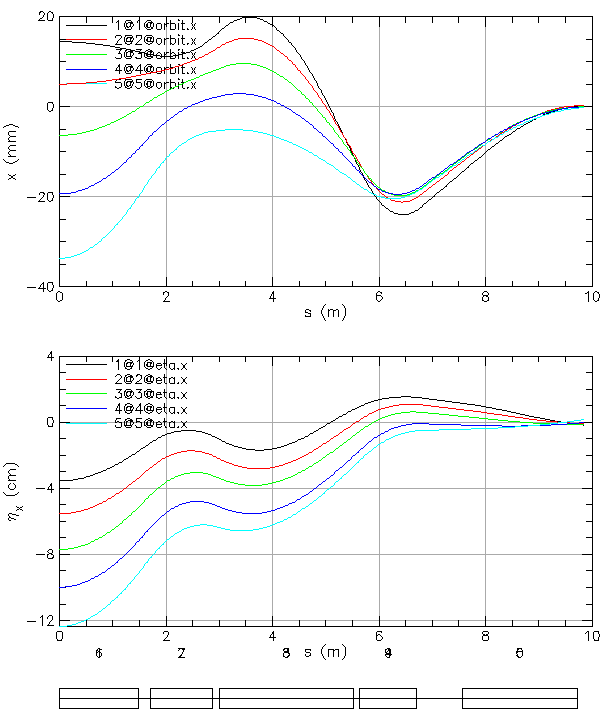 20
1@1@orbit.x
2@2@orbit.x
3@3@orbit.x
4@4@orbit.x
5@5@orbit.x
0
x (mm)
−20
−40
0 2 4 6 8 10
s (m)
4
1@1@eta.x
2@2@eta.x
3@3@eta.x
4@4@eta.x
5@5@eta.x
0
−4
ηx (cm)
−8
−12
0 2 4 6 8 10
s (m)